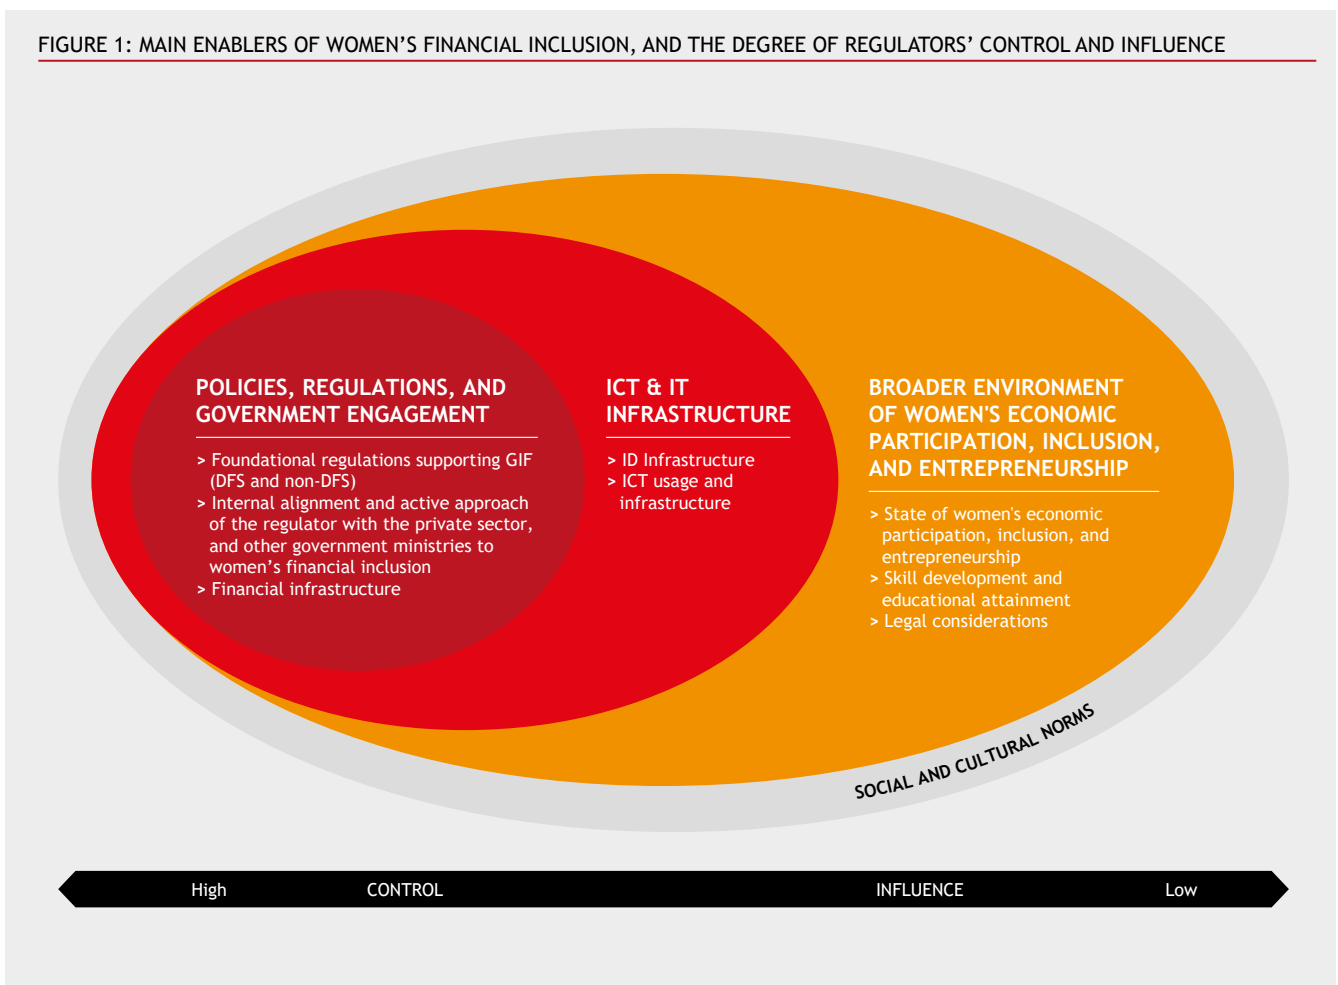 FIGURE 1: MAIN ENABLERS OF WOMEN’S FINANCIAL INCLUSION, AND THE DEGREE OF REGULATORS’ CONTROL AND INFLUENCE
POLICIES, REGULATIONS, AND
GOVERNMENT ENGAGEMENT
> Foundational regulations supporting GIF
(DFS and non-DFS)
> Internal alignment and active approach
of the regulator with the private sector,
and other government ministries to
women’s financial inclusion
> Financial infrastructure
ICT & IT
INFRASTRUCTURE
> ID Infrastructure
> ICT usage and
infrastructure
BROADER ENVIRONMENT
OF WOMEN'S ECONOMIC
PARTICIPATION, INCLUSION,
AND ENTREPRENEURSHIP
> State of women's economic
participation, inclusion, and
entrepreneurship
> Skill development and
educational attainment
> Legal considerations
SOCIAL AND CULTURAL NORMS
High CONTROL INFLUENCE Low